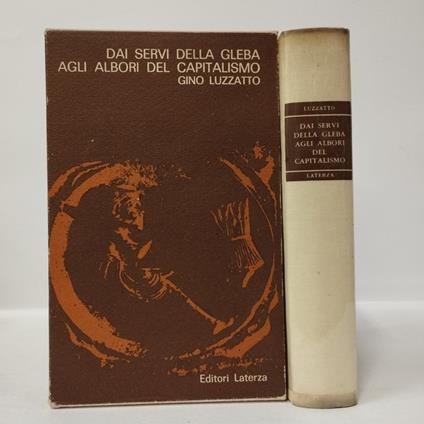 DAI SERVI DELLA GLEBA
AGLI ALBORI DEL CAPITALISMO
GINO LUZZATTO
Editori Laterza
LUZZATTO
DAI SERVI
DELLA GLEBA
AGLI ALBORI
DEL
CAPITALISMO
LATERZA